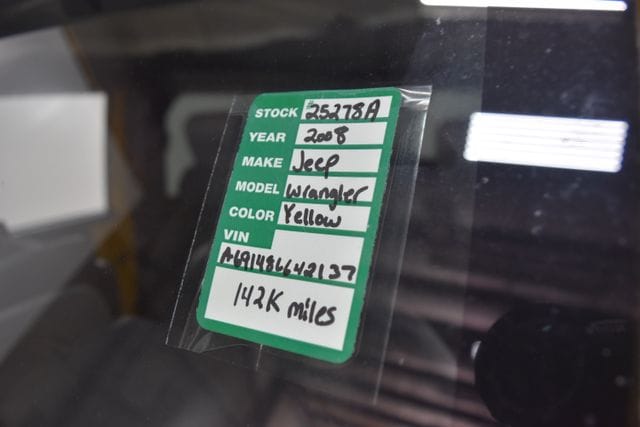 STOCK 25278A
YEAR 2008
MAKE Jeep
MODEL Wrangler
COLOR Yellow
VIN
142K miles